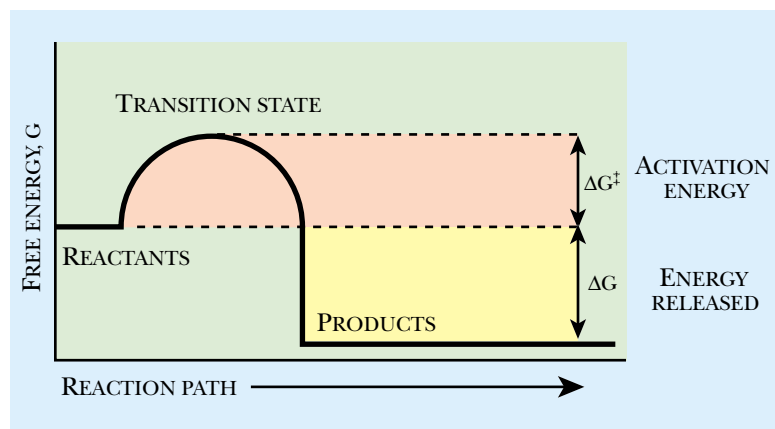 TRANSITION STATE
FREE ENERGY, G
ΔG‡
ACTIVATION
ENERGY
REACTANTS
ΔG
ENERGY
RELEASED
PRODUCTS
REACTION PATH